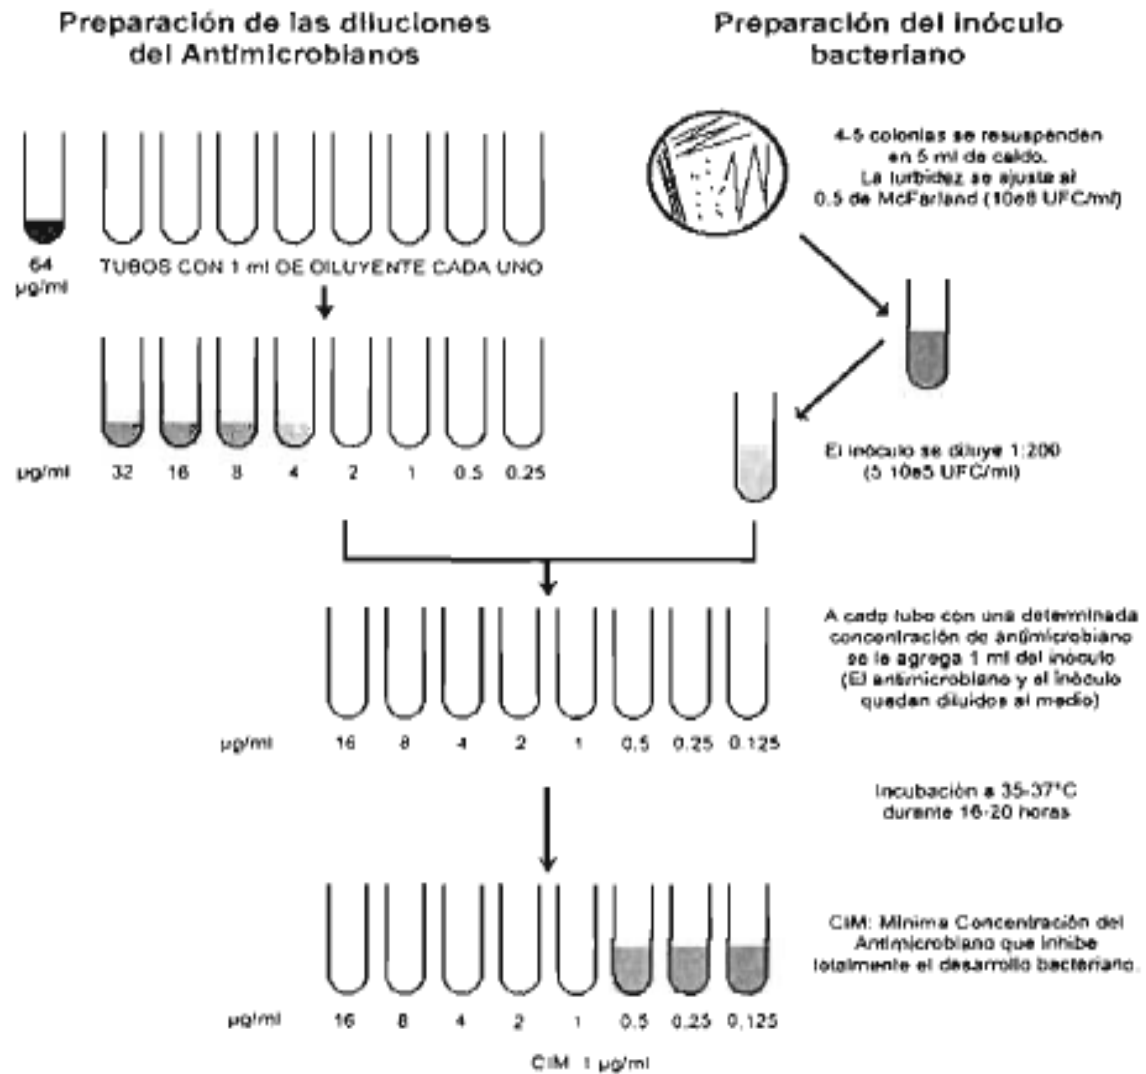 Preparación de las diluciones
del Antimicrobianos
64
µg/ml
TUBOS CON 1 ml DE DILUYENTE CADA UNO
µg/ml 32 16 8 4 2 1 0.5 0.25
Preparación del inóculo
bacteriano
4-5 colonias se resuspenden
en 5 ml de caldo.
La turbidez se ajusta al
0.5 de McFarland (10e8 UFC/ml)
El inóculo se diluye 1:200
(5 10e5 UFC/ml)
A cada tubo con una determinada
concentración de antimicrobiano
se le agrega 1 ml del inóculo
(El antimicrobiano y el inóculo
quedan diluidos al medio)
µg/ml 16 8 4 2 1 0.5 0.25 0.125
Incubación a 35-37°C
durante 16-20 horas
CIM: Mínima Concentración del
Antimicrobiano que inhibe
totalmente el desarrollo bacteriano.
µg/ml 16 8 4 2 1 0.5 0.25 0.125
CIM 1 µg/ml